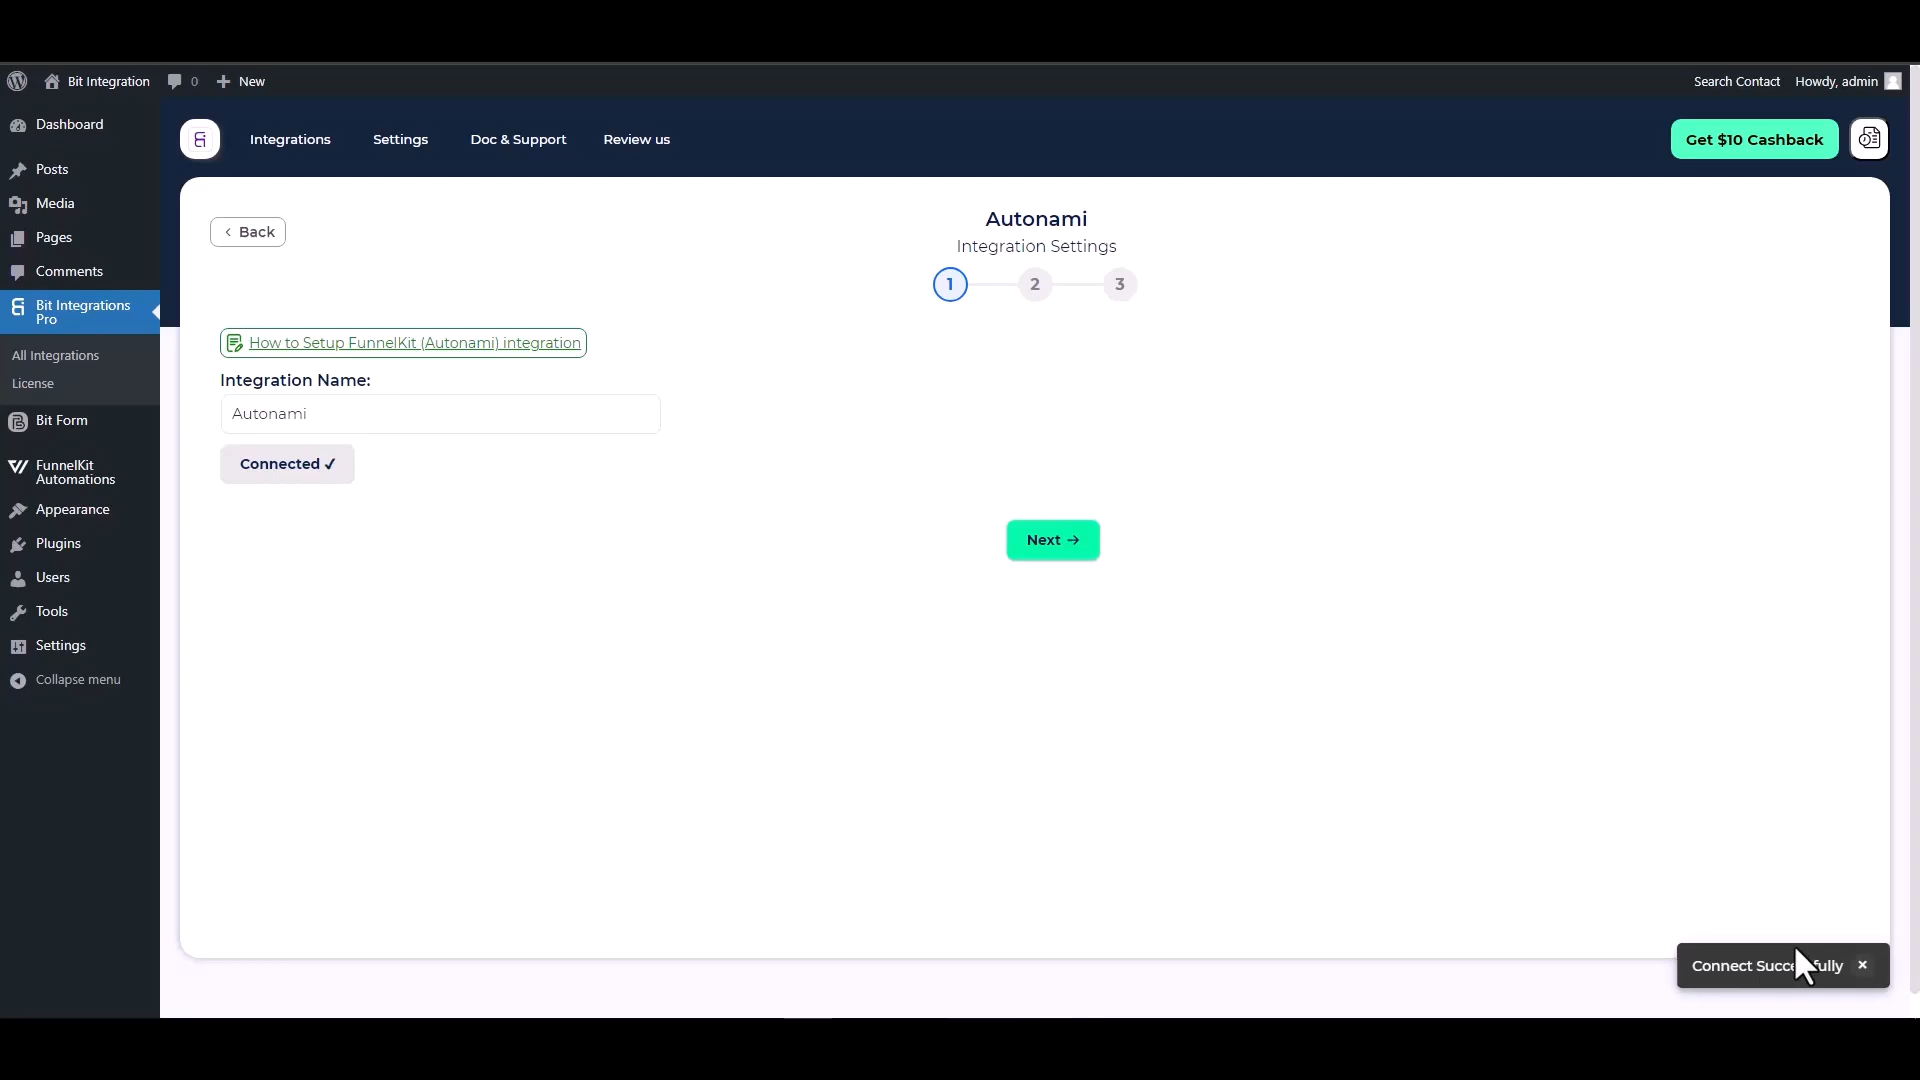 Bit Integration
0
New
Search Contact
Howdy, admin
Dashboard
Posts
Media
Pages
Comments
Bit Integrations
Pro
All Integrations
License
Bit Form
FunnelKit
Automations
Appearance
Plugins
Users
Tools
Settings
Collapse menu
Integrations
Settings
Doc & Support
Review us
Get $10 Cashback
Back
Autonami
Integration Settings
1
2
3
How to Setup FunnelKit (Autonami) integration
Integration Name:
Autonami
Connected ✓
Next →
Connect